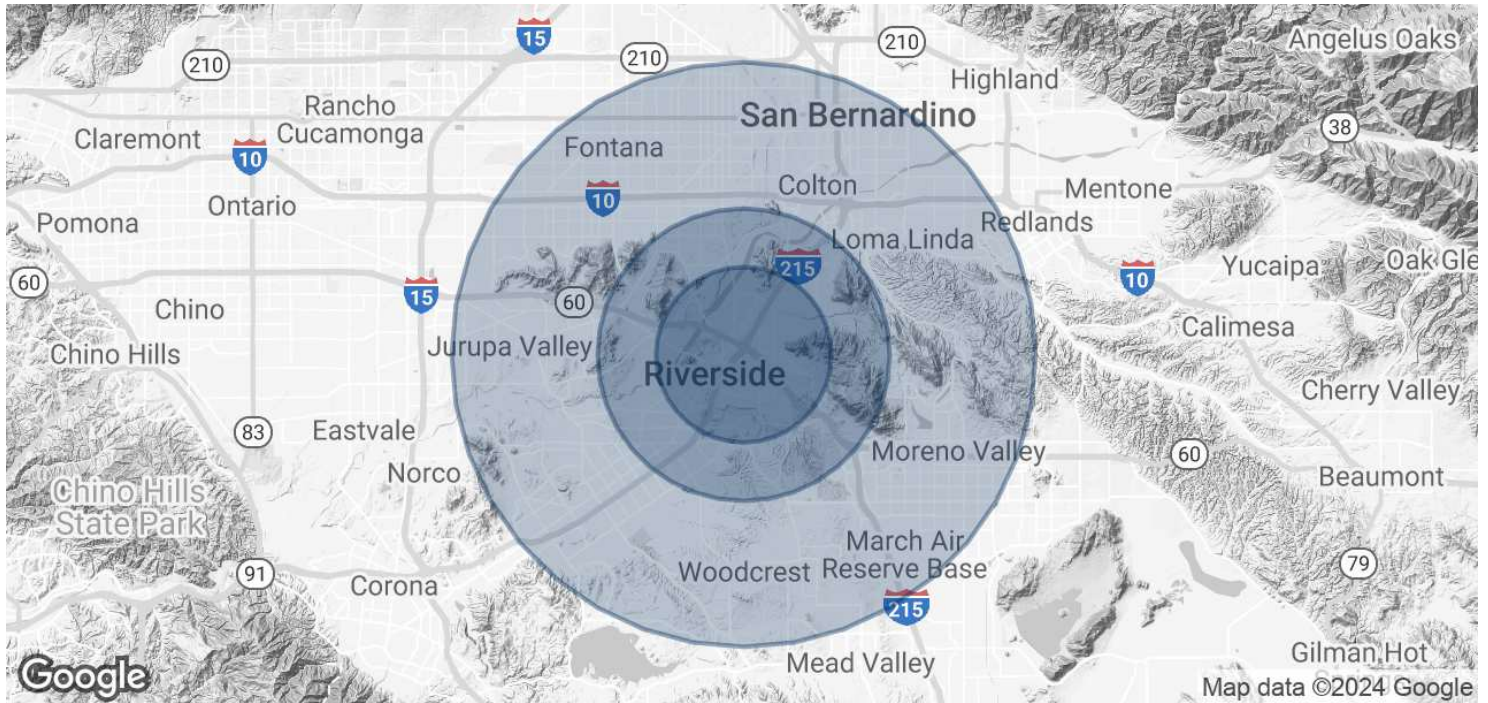 15
210
210
210
Angelus Oaks
Highland
Rancho
Cucamonga
San Bernardino
38
Claremont
Fontana
10
10
Colton
Mentone
Ontario
Pomona
Redlands
Loma Linda
215
Yucaipa
Oak Gle
60
15
60
10
Chino
Calimesa
Chino Hills
Jurupa Valley
Riverside
Cherry Valley
83
Eastvale
Moreno Valley
60
Norco
Beaumont
Chino Hills
State Park
March Air
Reserve Base
91
Corona
Woodcrest
79
215
Mead Valley
Gilman Hot
Google
Map data ©2024 Google